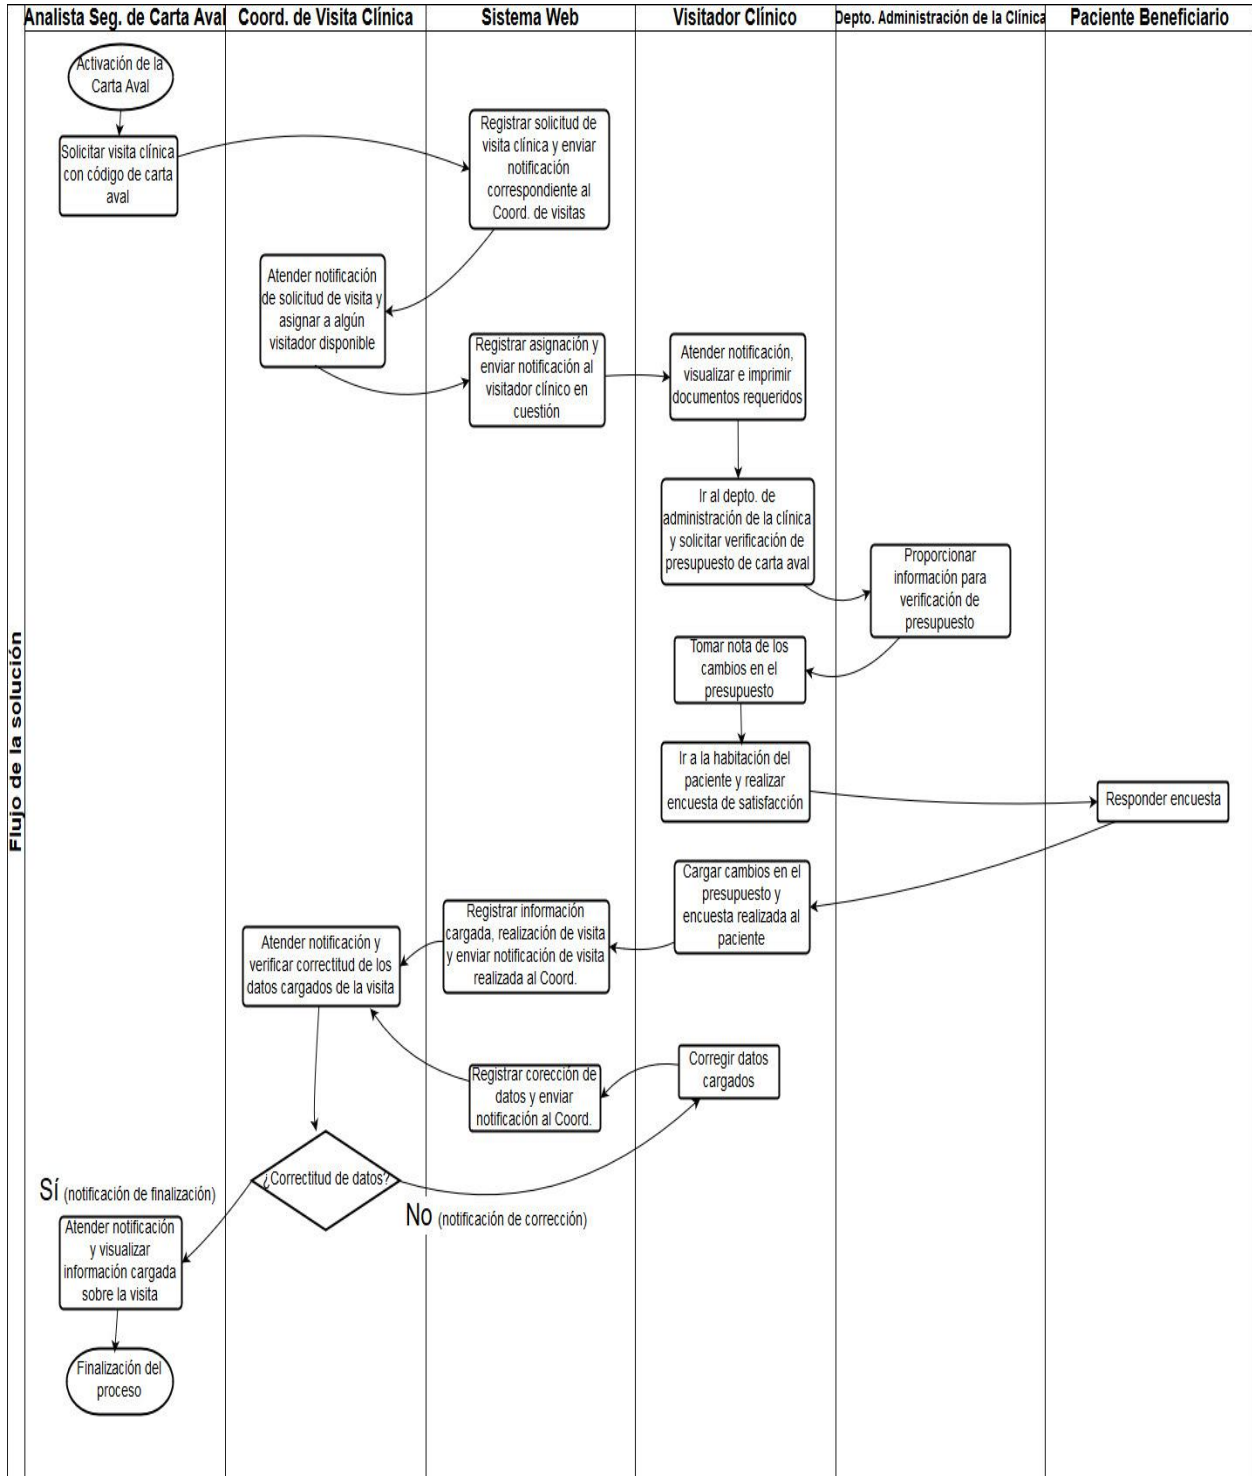 Analista Seg. de Carta Aval
Coord. de Visita Clínica
Sistema Web
Visitador Clínico
Depto. Administración de la Clínica
Paciente Beneficiario
Flujo de la solución
Activación de la
Carta Aval
Solicitar visita clínica
con código de carta
aval
Registrar solicitud de
visita clínica y enviar
notificación
correspondiente al
Coord. de visitas
Atender notificación
de solicitud de visita y
asignar a algún
visitador disponible
Registrar asignación y
enviar notificación al
visitador clínico en
cuestión
Atender notificación,
visualizar e imprimir
documentos requeridos
Ir al depto. de
administración de la clínica
y solicitar verificación de
presupuesto de carta aval
Proporcionar
información para
verificación de
presupuesto
Tomar nota de los
cambios en el
presupuesto
Ir a la habitación del
paciente y realizar
encuesta de satisfacción
Responder encuesta
Cargar cambios en el
presupuesto y
encuesta realizada al
paciente
Registrar información
cargada, realización de visita
y enviar notificación de visita
realizada al Coord.
Atender notificación y
verificar correctitud de los
datos cargados de la visita
Corregir datos
cargados
Registrar corección de
datos y enviar
notificación al Coord.
¿Correctitud de datos?
Sí (notificación de finalización)
No (notificación de corrección)
Atender notificación
y visualizar
información cargada
sobre la visita
Finalización del
proceso